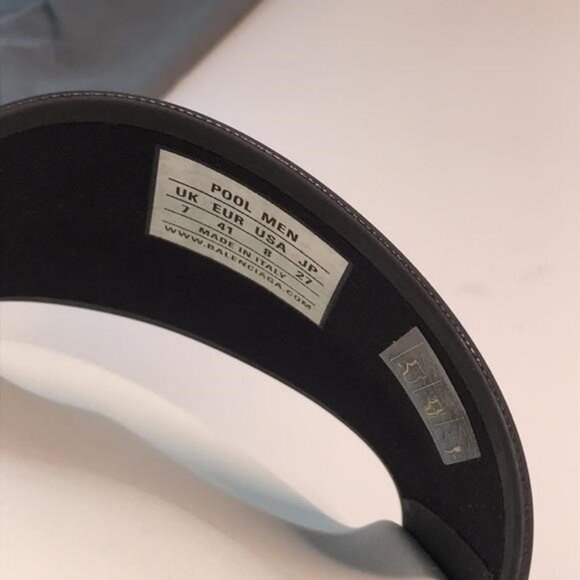 POOL MEN
UK EUR USA JP
7 41 8 27
MADE IN ITALY
WWW.BALENCIAGA.COM